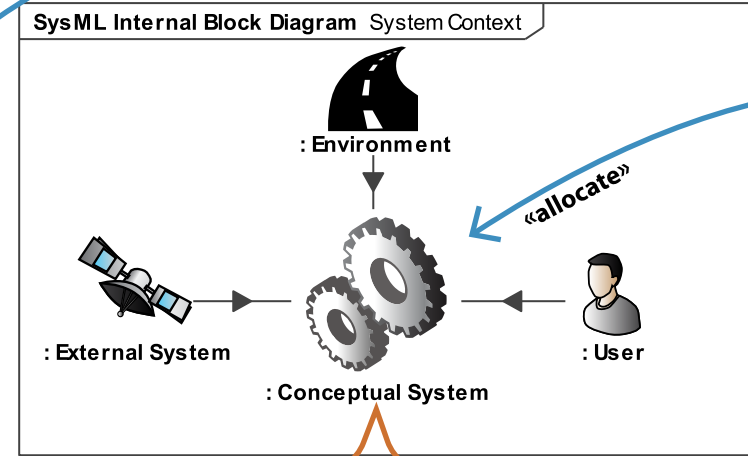 SysML Internal Block Diagram System Context
: Environment
«allocate»
: External System
: User
: Conceptual System